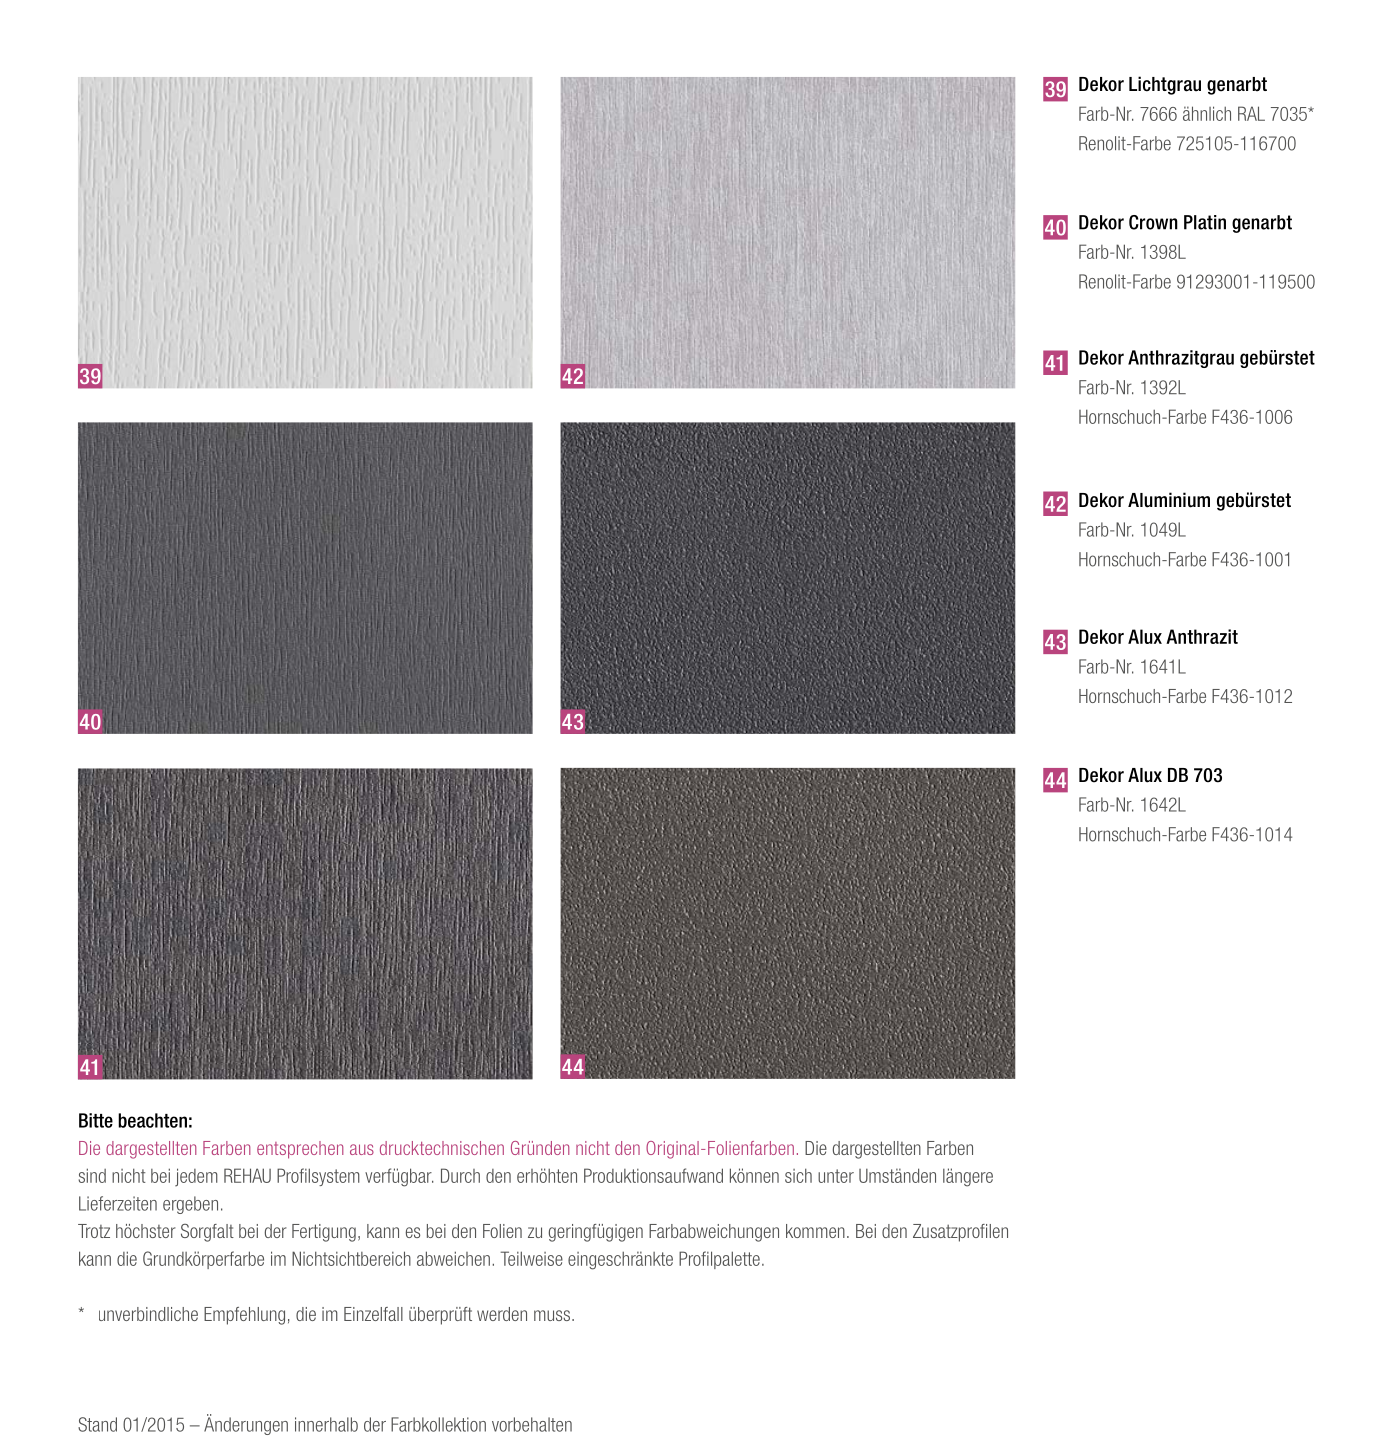 39
42
40
43
41
44
39 Dekor Lichtgrau genarbt
Farb-Nr. 7666 ähnlich RAL 7035*
Renolit-Farbe 725105-116700
40 Dekor Crown Platin genarbt
Farb-Nr. 1398L
Renolit-Farbe 91293001-119500
41 Dekor Anthrazitgrau gebürstet
Farb-Nr. 1392L
Hornschuch-Farbe F436-1006
42 Dekor Aluminium gebürstet
Farb-Nr. 1049L
Hornschuch-Farbe F436-1001
43 Dekor Alux Anthrazit
Farb-Nr. 1641L
Hornschuch-Farbe F436-1012
44 Dekor Alux DB 703
Farb-Nr. 1642L
Hornschuch-Farbe F436-1014
Bitte beachten:
Die dargestellten Farben entsprechen aus drucktechnischen Gründen nicht den Original-Folienfarben. Die dargestellten Farben
sind nicht bei jedem REHAU Profilsystem verfügbar. Durch den erhöhten Produktionsaufwand können sich unter Umständen längere
Lieferzeiten ergeben.
Trotz höchster Sorgfalt bei der Fertigung, kann es bei den Folien zu geringfügigen Farbabweichungen kommen. Bei den Zusatzprofilen
kann die Grundkörperfarbe im Nichtsichtbereich abweichen. Teilweise eingeschränkte Profilpalette.
* unverbindliche Empfehlung, die im Einzelfall überprüft werden muss.
Stand 01/2015 – Änderungen innerhalb der Farbkollektion vorbehalten